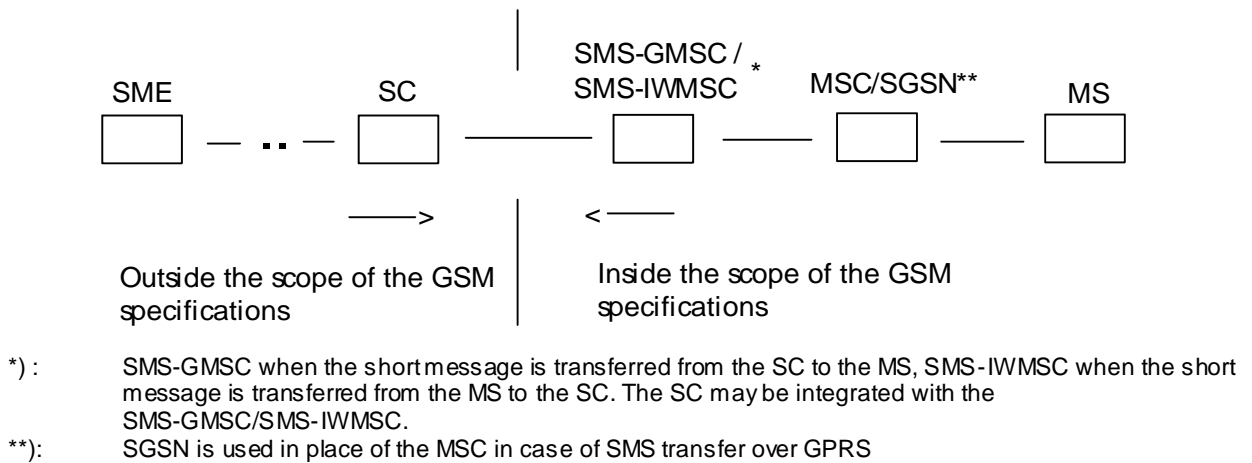 SMS-GMSC /
SMS-IWMSC *
SME
SC
MSC/SGSN**
MS
Outside the scope of the GSM
specifications
Inside the scope of the GSM
specifications
*) : SMS-GMSC when the short message is transferred from the SC to the MS, SMS-IWMSC when the short
message is transferred from the MS to the SC. The SC may be integrated with the
SMS-GMSC/SMS-IWMSC.
**): SGSN is used in place of the MSC in case of SMS transfer over GPRS